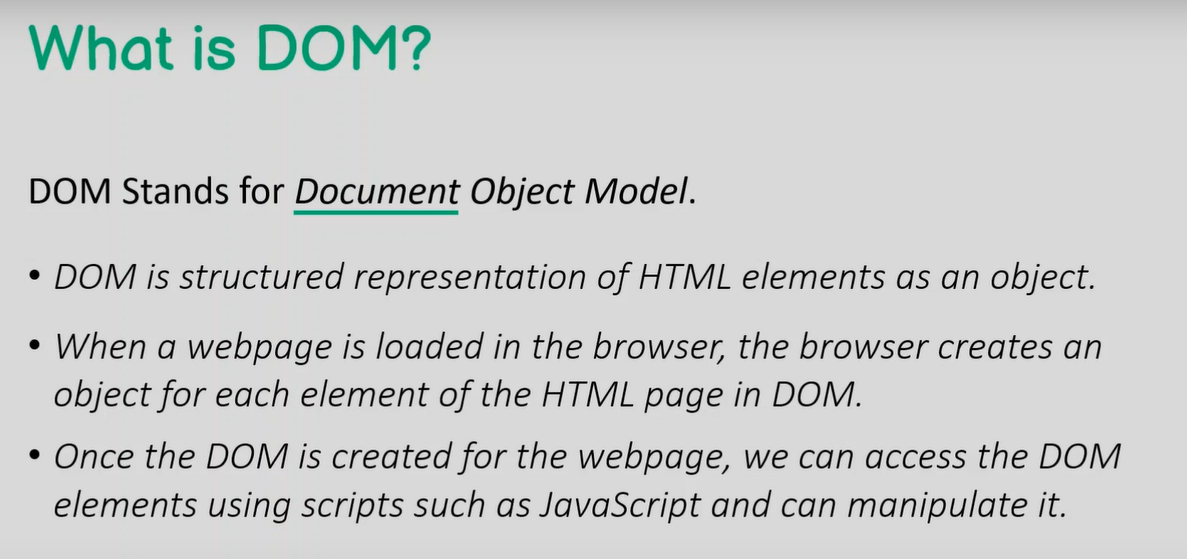 What is DOM?
DOM Stands for Document Object Model.
• DOM is structured representation of HTML elements as an object.
• When a webpage is loaded in the browser, the browser creates an
object for each element of the HTML page in DOM.
• Once the DOM is created for the webpage, we can access the DOM
elements using scripts such as JavaScript and can manipulate it.